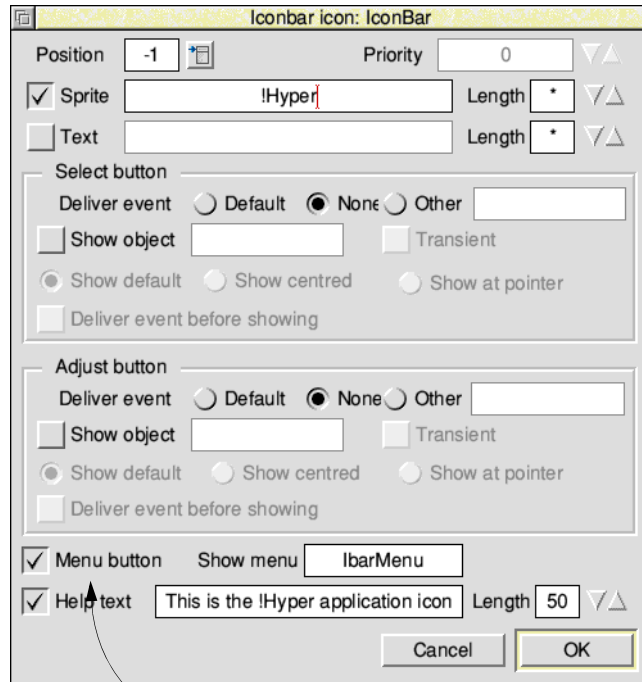 Iconbar icon: IconBar
Position -1 Priority 0
Sprite !Hyper Length *
Text Length *
Select button
Deliver event Default None Other
Show object Transient
Show default Show centred Show at pointer
Deliver event before showing
Adjust button
Deliver event Default None Other
Show object Transient
Show default Show centred Show at pointer
Deliver event before showing
Menu button Show menu IbarMenu
Help text This is the !Hyper application icon Length 50
Cancel OK